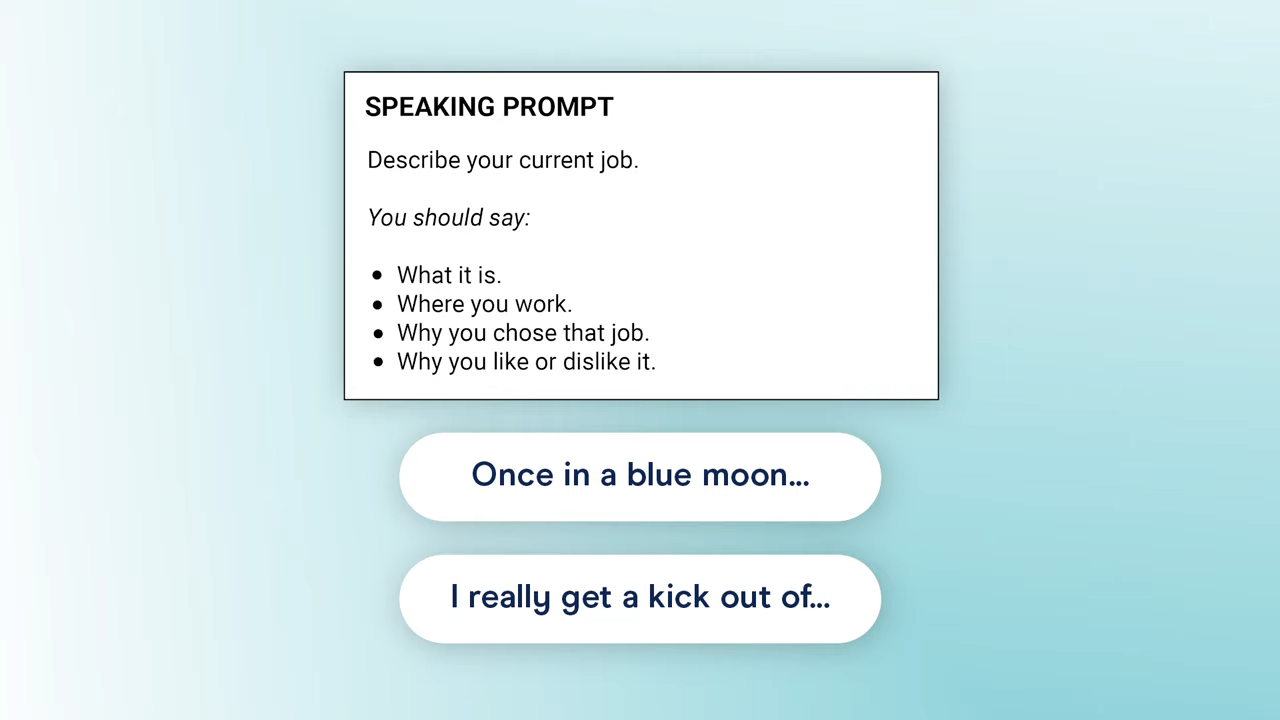 SPEAKING PROMPT
Describe your current job.
You should say:
• What it is.
• Where you work.
• Why you chose that job.
• Why you like or dislike it.
Once in a blue moon...
I really get a kick out of...